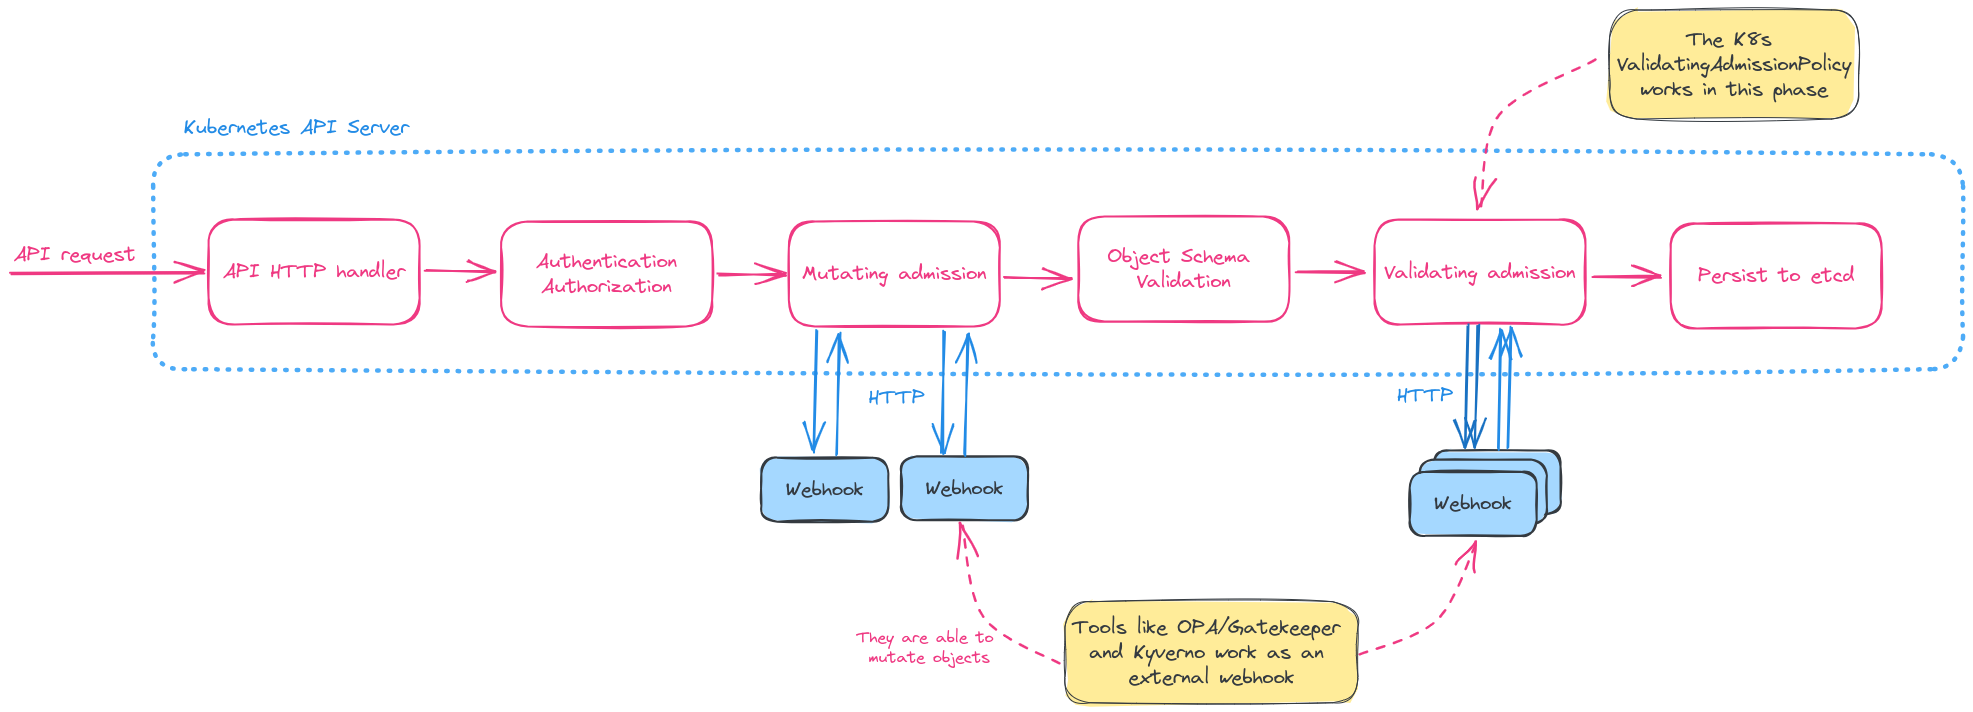 The K8s
ValidatingAdmissionPolicy
works in this phase
Kubernetes API Server
API request
API HTTP handler
Authentication
Authorization
Mutating admission
Object Schema
Validation
Validating admission
Persist to etcd
HTTP
HTTP
Webhook
Webhook
Webhook
They are able to
mutate objects
Tools like OPA/Gatekeeper
and Kyverno work as an
external webhook